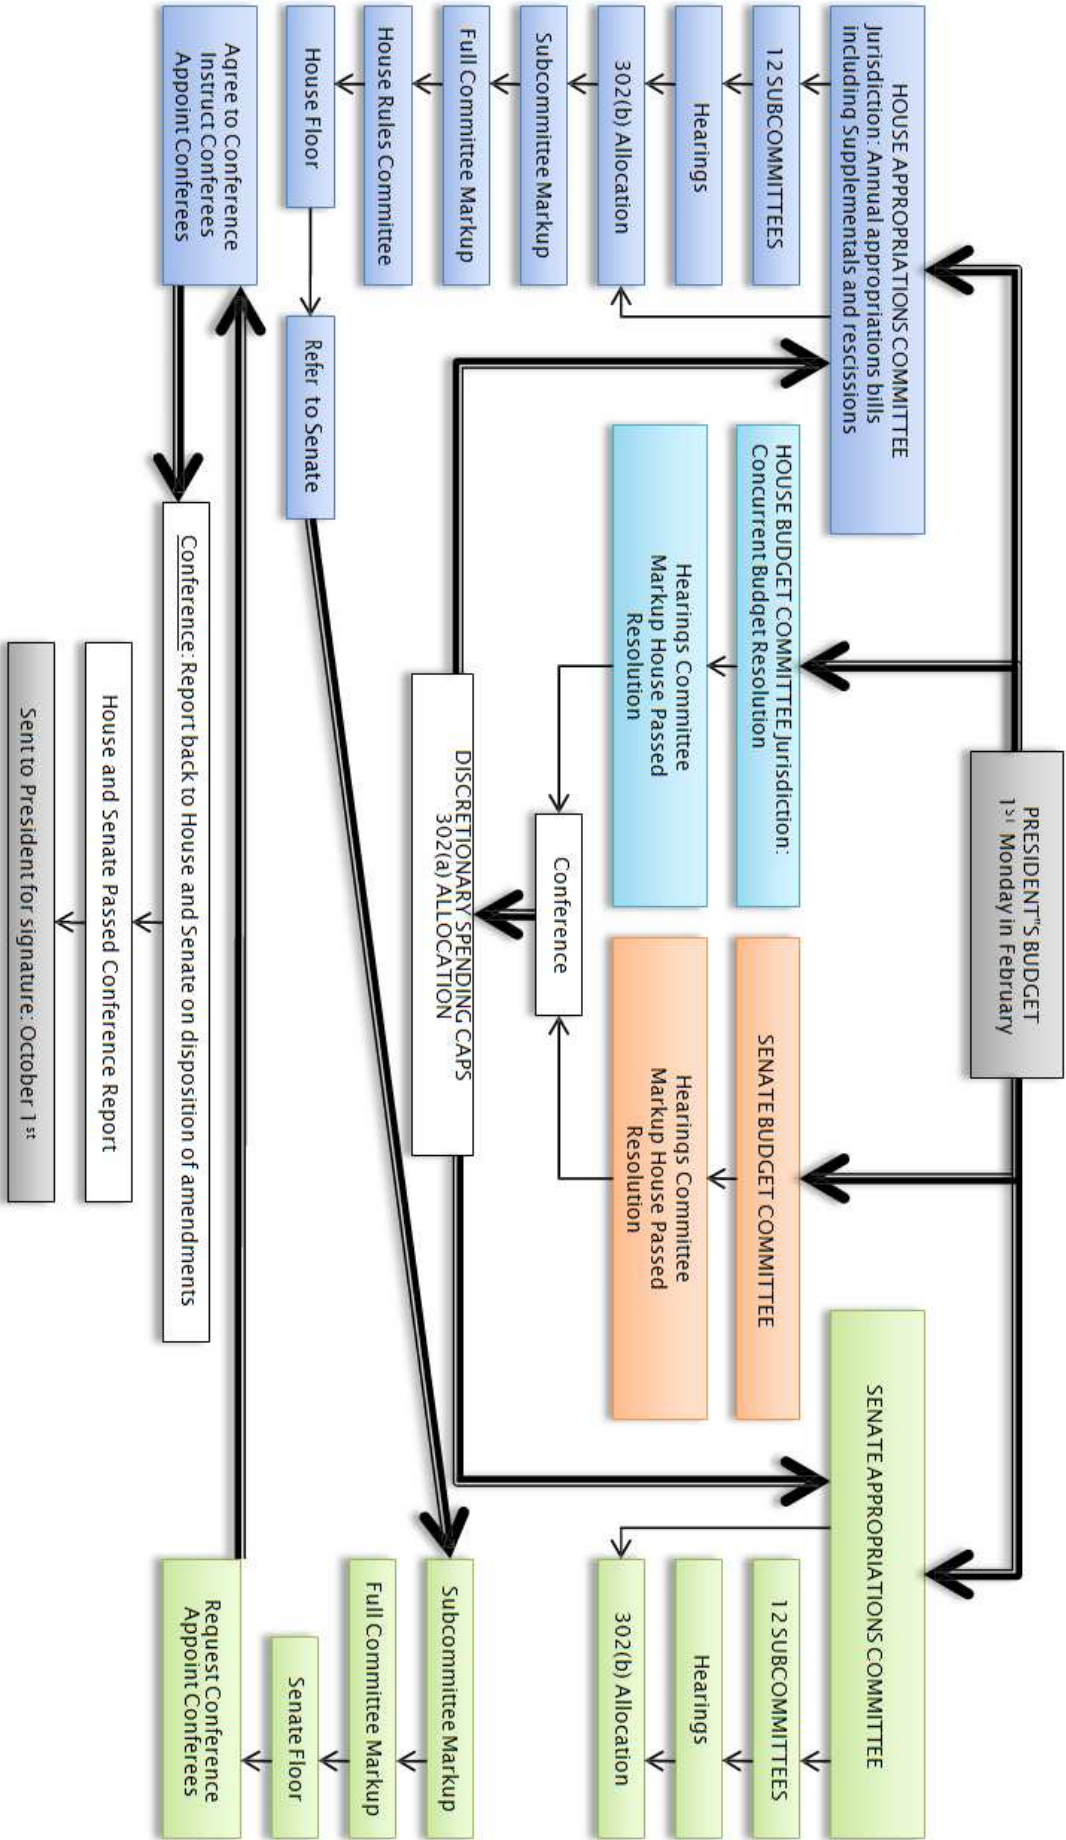 PRESIDENT"S BUDGET
1st Monday in February
HOUSE APPROPRIATIONS COMMITTEE
Jurisdiction: Annual appropriations bills
including Supplementals and rescissions
SENATE APPROPRIATIONS COMMITTEE
12 SUBCOMMITTEES
Hearings
302(b) Allocation
Subcommittee Markup
Full Committee Markup
House Rules Committee
House Floor
Refer to Senate
HOUSE BUDGET COMMITTEE Jurisdiction:
Concurrent Budget Resolution
Hearings Committee
Markup House Passed
Resolution
SENATE BUDGET COMMITTEE
Hearings Committee
Markup House Passed
Resolution
Conference
DISCRETIONARY SPENDING CAPS
302(a) ALLOCATION
12 SUBCOMMITTEES
Hearings
302(b) Allocation
Subcommittee Markup
Full Committee Markup
Senate Floor
Request Conference
Appoint Conferees
Agree to Conference
Instruct Conferees
Appoint Conferees
Conference: Report back to House and Senate on disposition of amendments
House and Senate Passed Conference Report
Sent to President for signature: October 1st